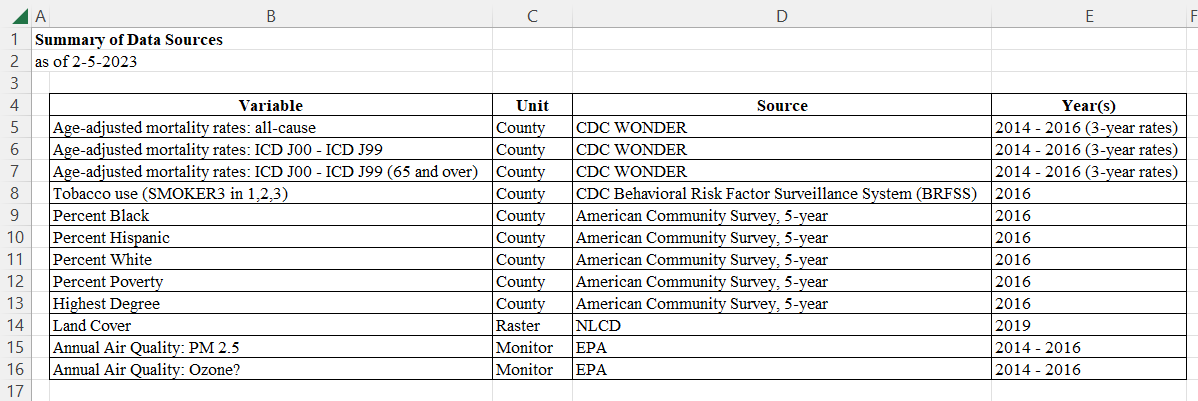 A B C D E F
1 Summary of Data Sources
2 as of 2-5-2023
3
4 Variable Unit Source Year(s)
5 Age-adjusted mortality rates: all-cause County CDC WONDER 2014 - 2016 (3-year rates)
6 Age-adjusted mortality rates: ICD J00 - ICD J99 County CDC WONDER 2014 - 2016 (3-year rates)
7 Age-adjusted mortality rates: ICD J00 - ICD J99 (65 and over) County CDC WONDER 2014 - 2016 (3-year rates)
8 Tobacco use (SMOKER3 in 1,2,3) County CDC Behavioral Risk Factor Surveillance System (BRFSS) 2016
9 Percent Black County American Community Survey, 5-year 2016
10 Percent Hispanic County American Community Survey, 5-year 2016
11 Percent White County American Community Survey, 5-year 2016
12 Percent Poverty County American Community Survey, 5-year 2016
13 Highest Degree County American Community Survey, 5-year 2016
14 Land Cover Raster NLCD 2019
15 Annual Air Quality: PM 2.5 Monitor EPA 2014 - 2016
16 Annual Air Quality: Ozone? Monitor EPA 2014 - 2016
17